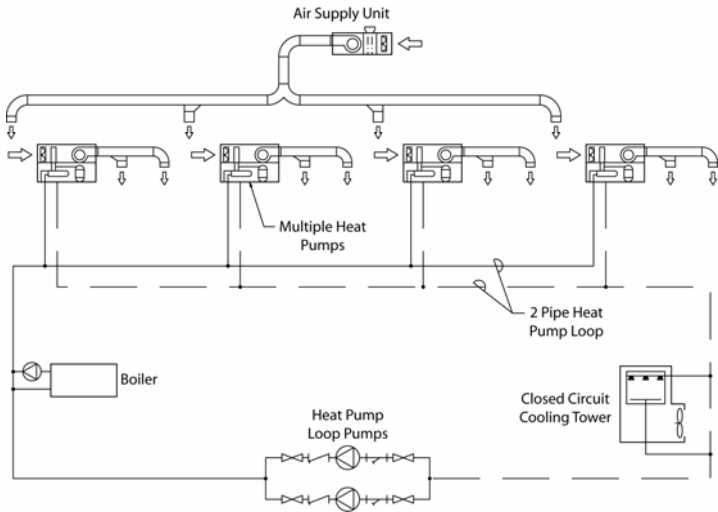 Air Supply Unit
Multiple Heat
Pumps
2 Pipe Heat
Pump Loop
Boiler
Closed Circuit
Cooling Tower
Heat Pump
Loop Pumps